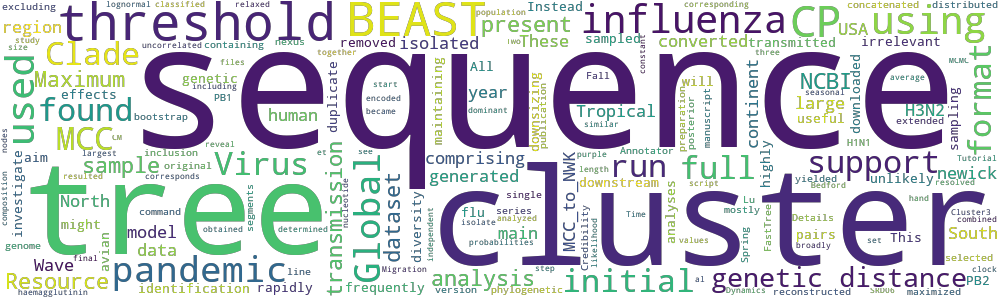 excluding lognormal classified relaxed
threshold BEAST population present Instead corresponding influenza CP using concatenated distributed
region study size uncorrelated containing nexus
removed isolated sampled These converted transmitted USA irrelevant
Clade Maximum effects bootstrap
used found files genetic including PB1 All year human duplicate
sequence
maintaining downlizing publication two will posterior preparation manuscript continent large useful constant three NCBI downloaded H3N2 extended average seasonal H1N1 sampling format MLML
MCC sample Virus start encoded became dominant similar
nodes aim inclusion original reveal et see
investigate corresponds
tree
Global transmission dataset comprising generated
North command model data obtained determined
flu isolate main diversity series single analyzed
composition version genome might avian segments nucleotide independent probabilities
Wave final line CM
Resource pandemic identification rapidly resulted largest
haemagglutinin frequently Migration step analysis phylogenetic
cluster
purple length downstream script
run full support
MCC to NWK analyses highly
Annotator unlikely newick Tutorial resolved
Lu mostly yielded Bedford hand
Time Credibility likelihood al
Spring Dynamics values reconstructed
pairs FastTree Details broadly This South Cluster3 combined
initial genetic distance set selected clock PB2
together SRD06 Fall maximized